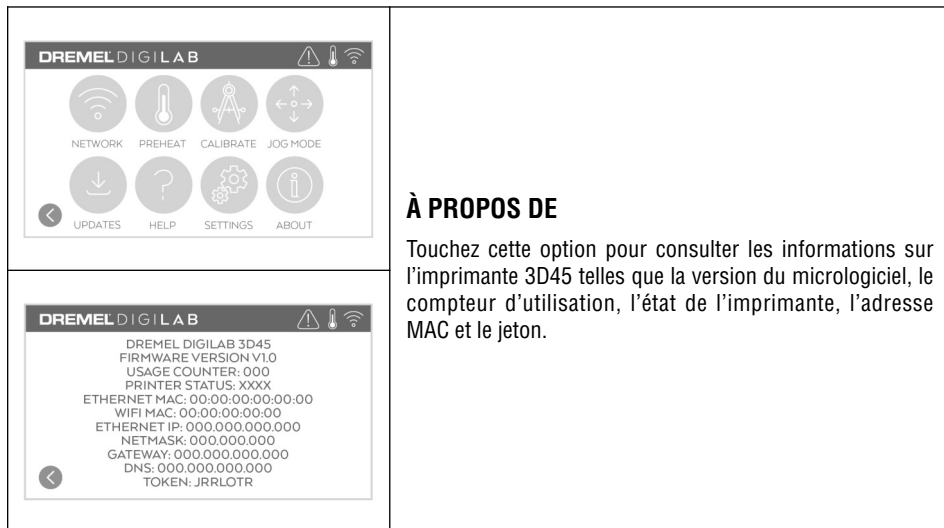 DREMEL DIGILAB
NETWORK PREHEAT CALIBRATE JOG MODE
UPDATES HELP SETTINGS ABOUT
DREMEL DIGILAB
DREMEL DIGILAB 3D45
FIRMWARE VERSION V1.0
USAGE COUNTER: 000
PRINTER STATUS: XXXX
ETHERNET MAC: 00:00:00:00:00:00
WIFI MAC: 00:00:00:00:00
ETHERNET IP: 000.000.000.000
NETMASK: 000.000.000
GATEWAY: 000.000.000.000
DNS: 000.000.000.000
TOKEN: JRRLOTR
À PROPOS DE
Touchez cette option pour consulter les informations sur
l’imprimante 3D45 telles que la version du micrologiciel, le
compteur d’utilisation, l’état de l’imprimante, l’adresse
MAC et le jeton.